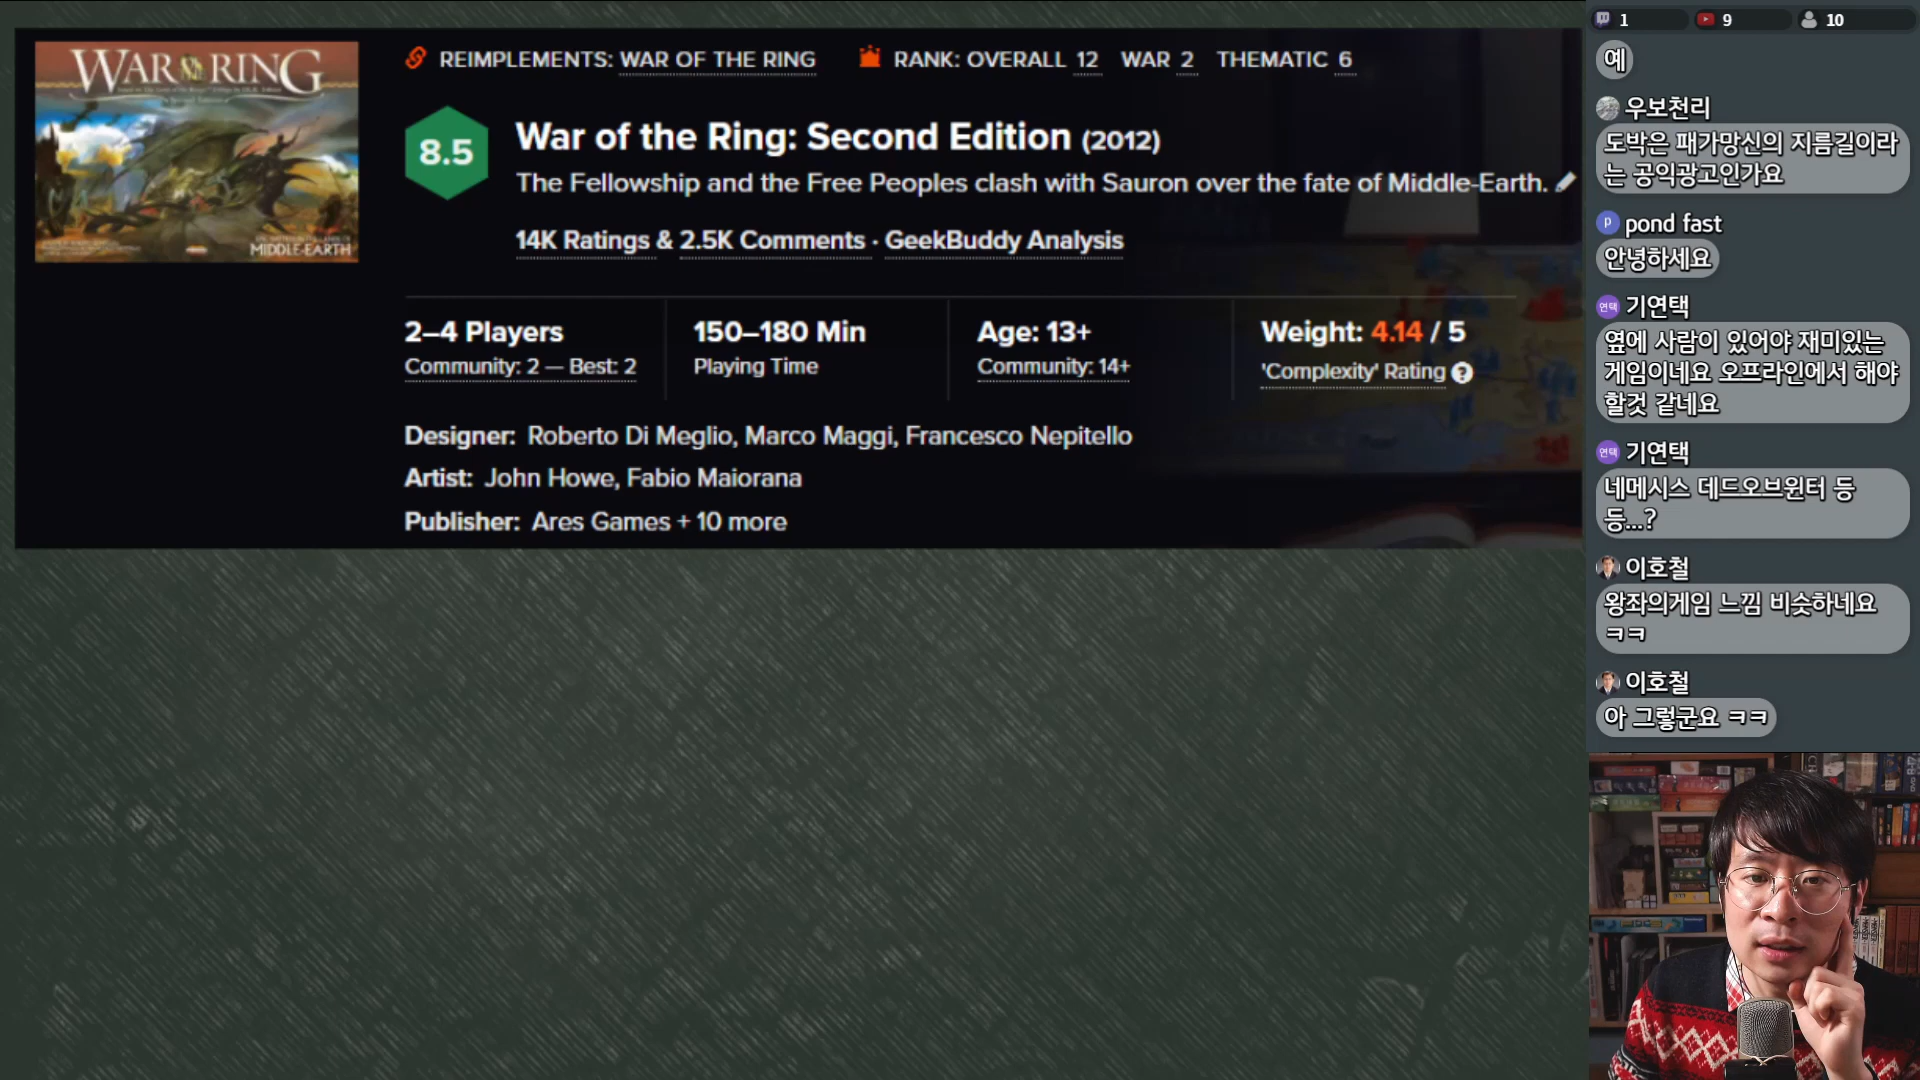 WAR OF THE RING
MIDDLE-EARTH
REIMPLEMENTS: WAR OF THE RING
RANK: OVERALL 12 WAR 2 THEMATIC 6
8.5
War of the Ring: Second Edition (2012)
The Fellowship and the Free Peoples clash with Sauron over the fate of Middle-Earth.
14K Ratings & 2.5K Comments · GeekBuddy Analysis
2–4 Players
Community: 2 — Best: 2
150–180 Min
Playing Time
Age: 13+
Community: 14+
Weight: 4.14 / 5
'Complexity' Rating
Designer: Roberto Di Meglio, Marco Maggi, Francesco Nepitello
Artist: John Howe, Fabio Maiorana
Publisher: Ares Games + 10 more
1 9 10
예
우보천리
도박은 패가망신의 지름길이라
는 공익광고인가요
p pond fast
안녕하세요
연택 기연택
옆에 사람이 있어야 재미있는
게임이네요 오프라인에서 해야
할것 같네요
연택 기연택
네메시스 데드오브윈터 등
등...?
이호철
왕좌의게임 느낌 비슷하네요
ㅋㅋ
이호철
아 그렇군요 ㅋㅋ